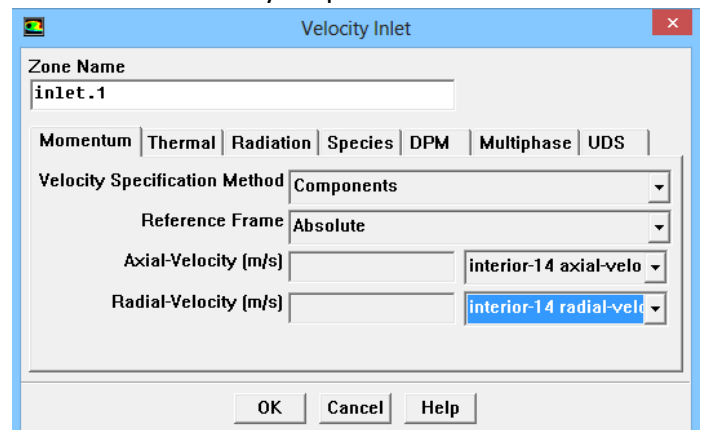 Velocity Inlet
Zone Name
inlet.1
Momentum Thermal Radiation Species DPM Multiphase UDS
Velocity Specification Method Components
Reference Frame Absolute
Axial-Velocity (m/s) interior-14 axial-velo
Radial-Velocity (m/s) interior-14 radial-velo
OK Cancel Help